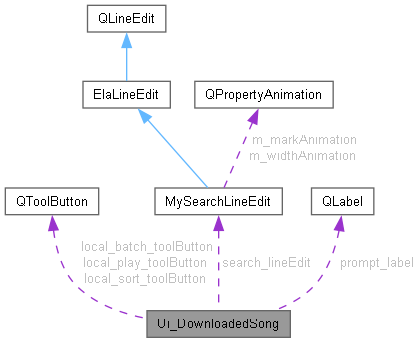 QLineEdit
ElaLineEdit
QPropertyAnimation
m_markAnimation
m_widthAnimation
QToolButton
MySearchLineEdit
QLabel
local_batch_toolButton
local_play_toolButton
local_sort_toolButton
search_lineEdit
prompt_label
Ui_DownloadedSong